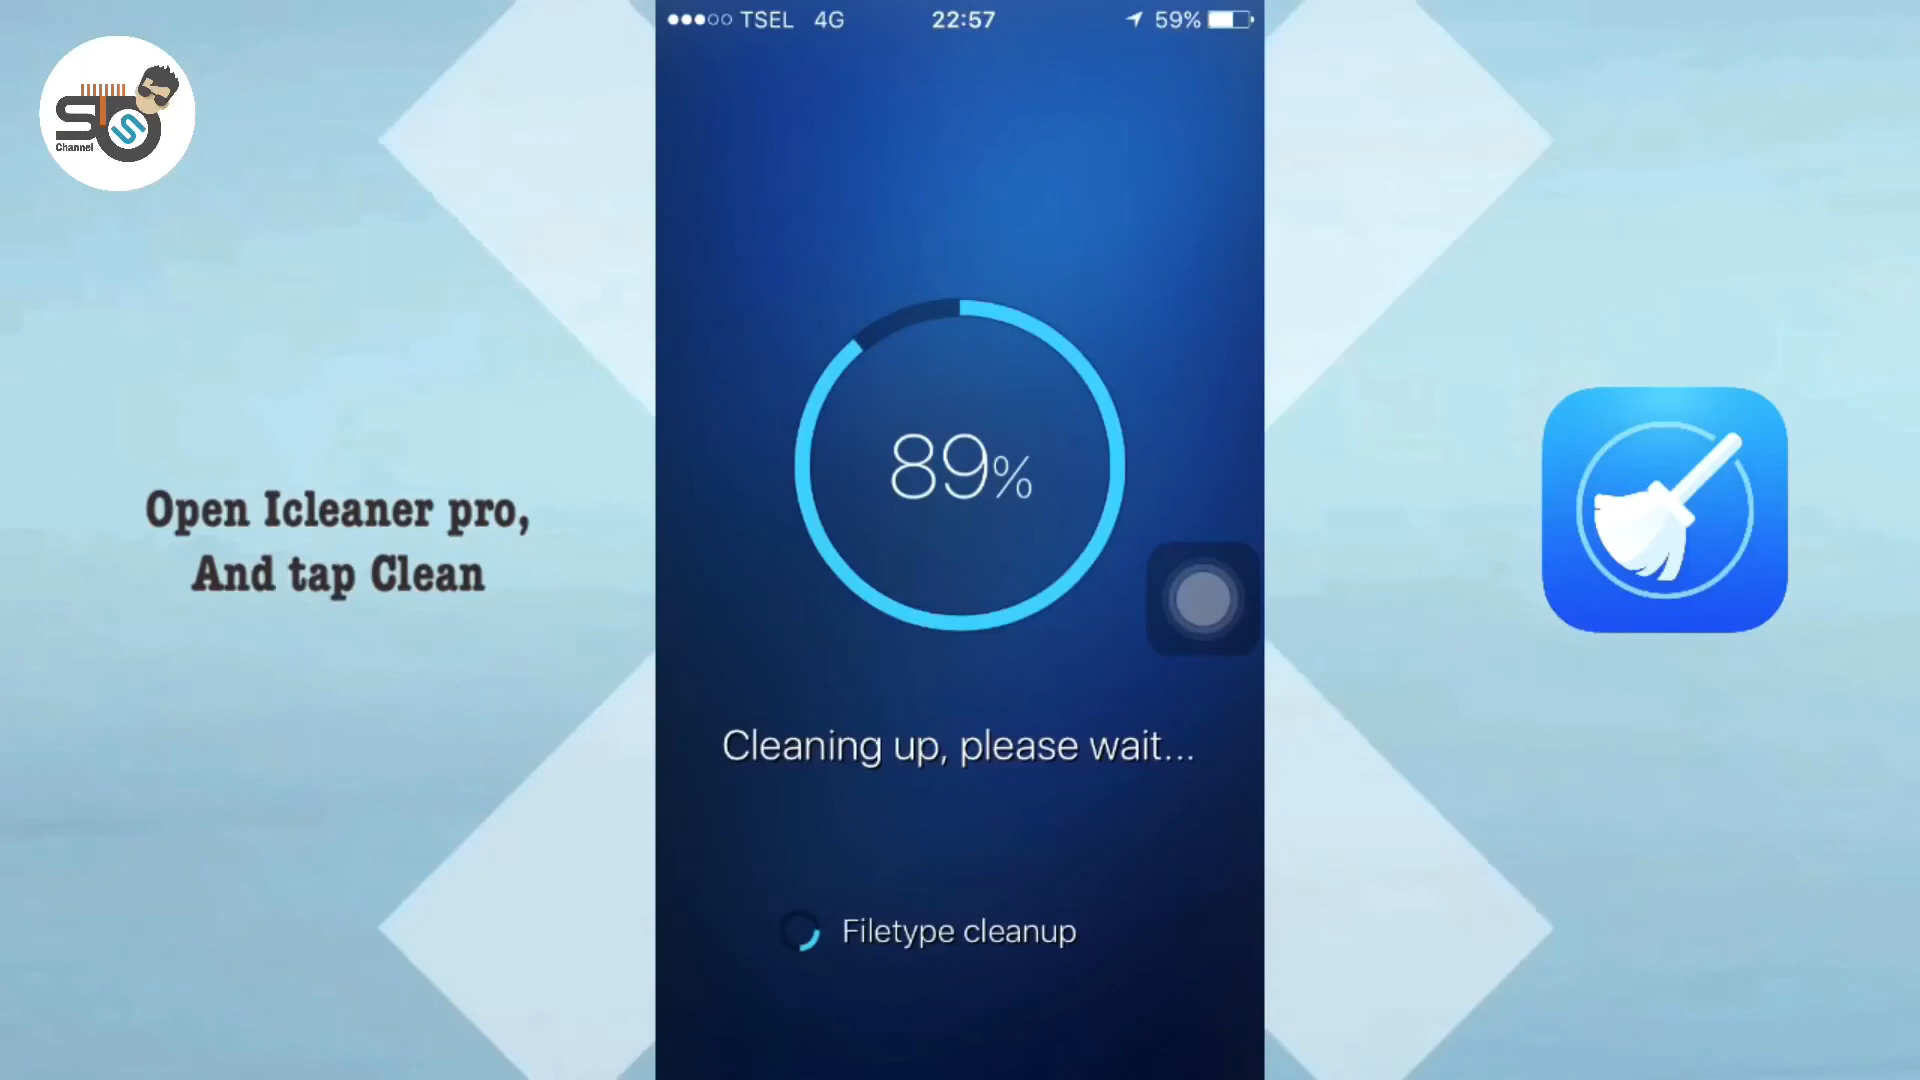 TSEL 4G 22:57 59%
STS
Channel
89%
Open Icleaner pro,
And tap Clean
Cleaning up, please wait...
Filetype cleanup